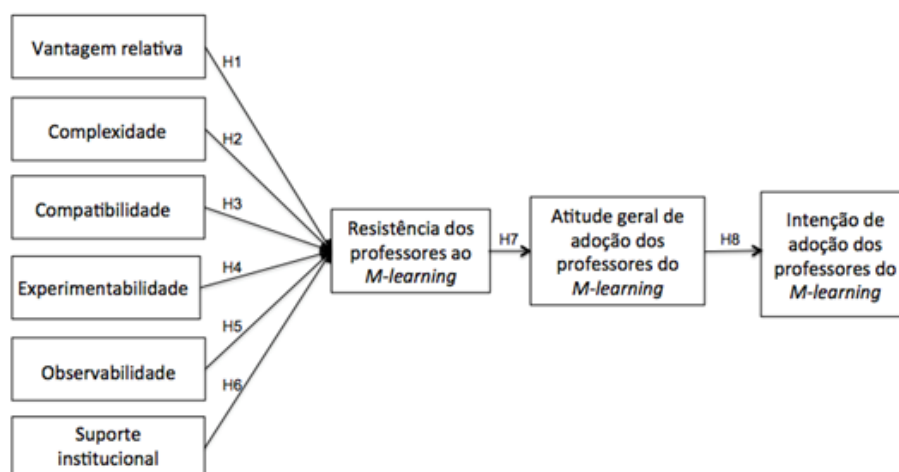 Vantagem relativa
H1
Complexidade
H2
Compatibilidade
H3
Experimentabilidade
H4
Observabilidade
H5
Suporte
institucional
H6
Resistência dos
professores ao
M-learning
H7
Atitude geral de
adoção dos
professores do
M-learning
H8
Intenção de
adoção dos
professores do
M-learning